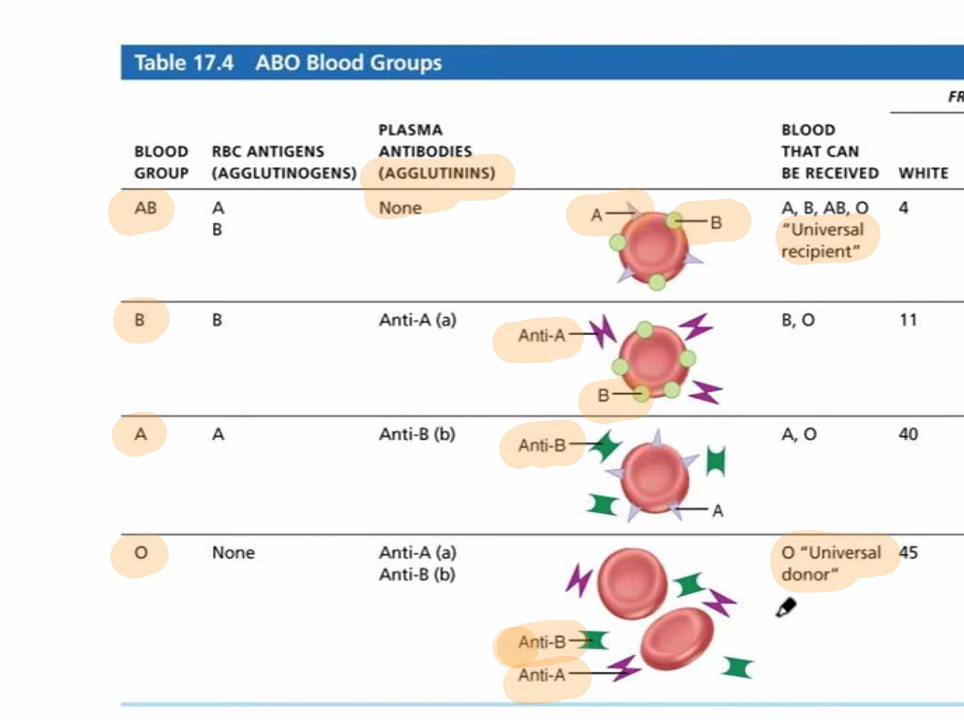 Table 17.4 ABO Blood Groups
FR
BLOOD GROUP RBC ANTIGENS (AGGLUTINOGENS) PLASMA ANTIBODIES (AGGLUTININS) BLOOD THAT CAN BE RECEIVED WHITE
AB A None A B A, B, AB, O 4
B “Universal
recipient”
B B Anti-A (a) Anti-A B, O 11
B
A A Anti-B (b) Anti-B A, O 40
A
O None Anti-A (a) O “Universal 45
Anti-B (b) donor”
Anti-B
Anti-A